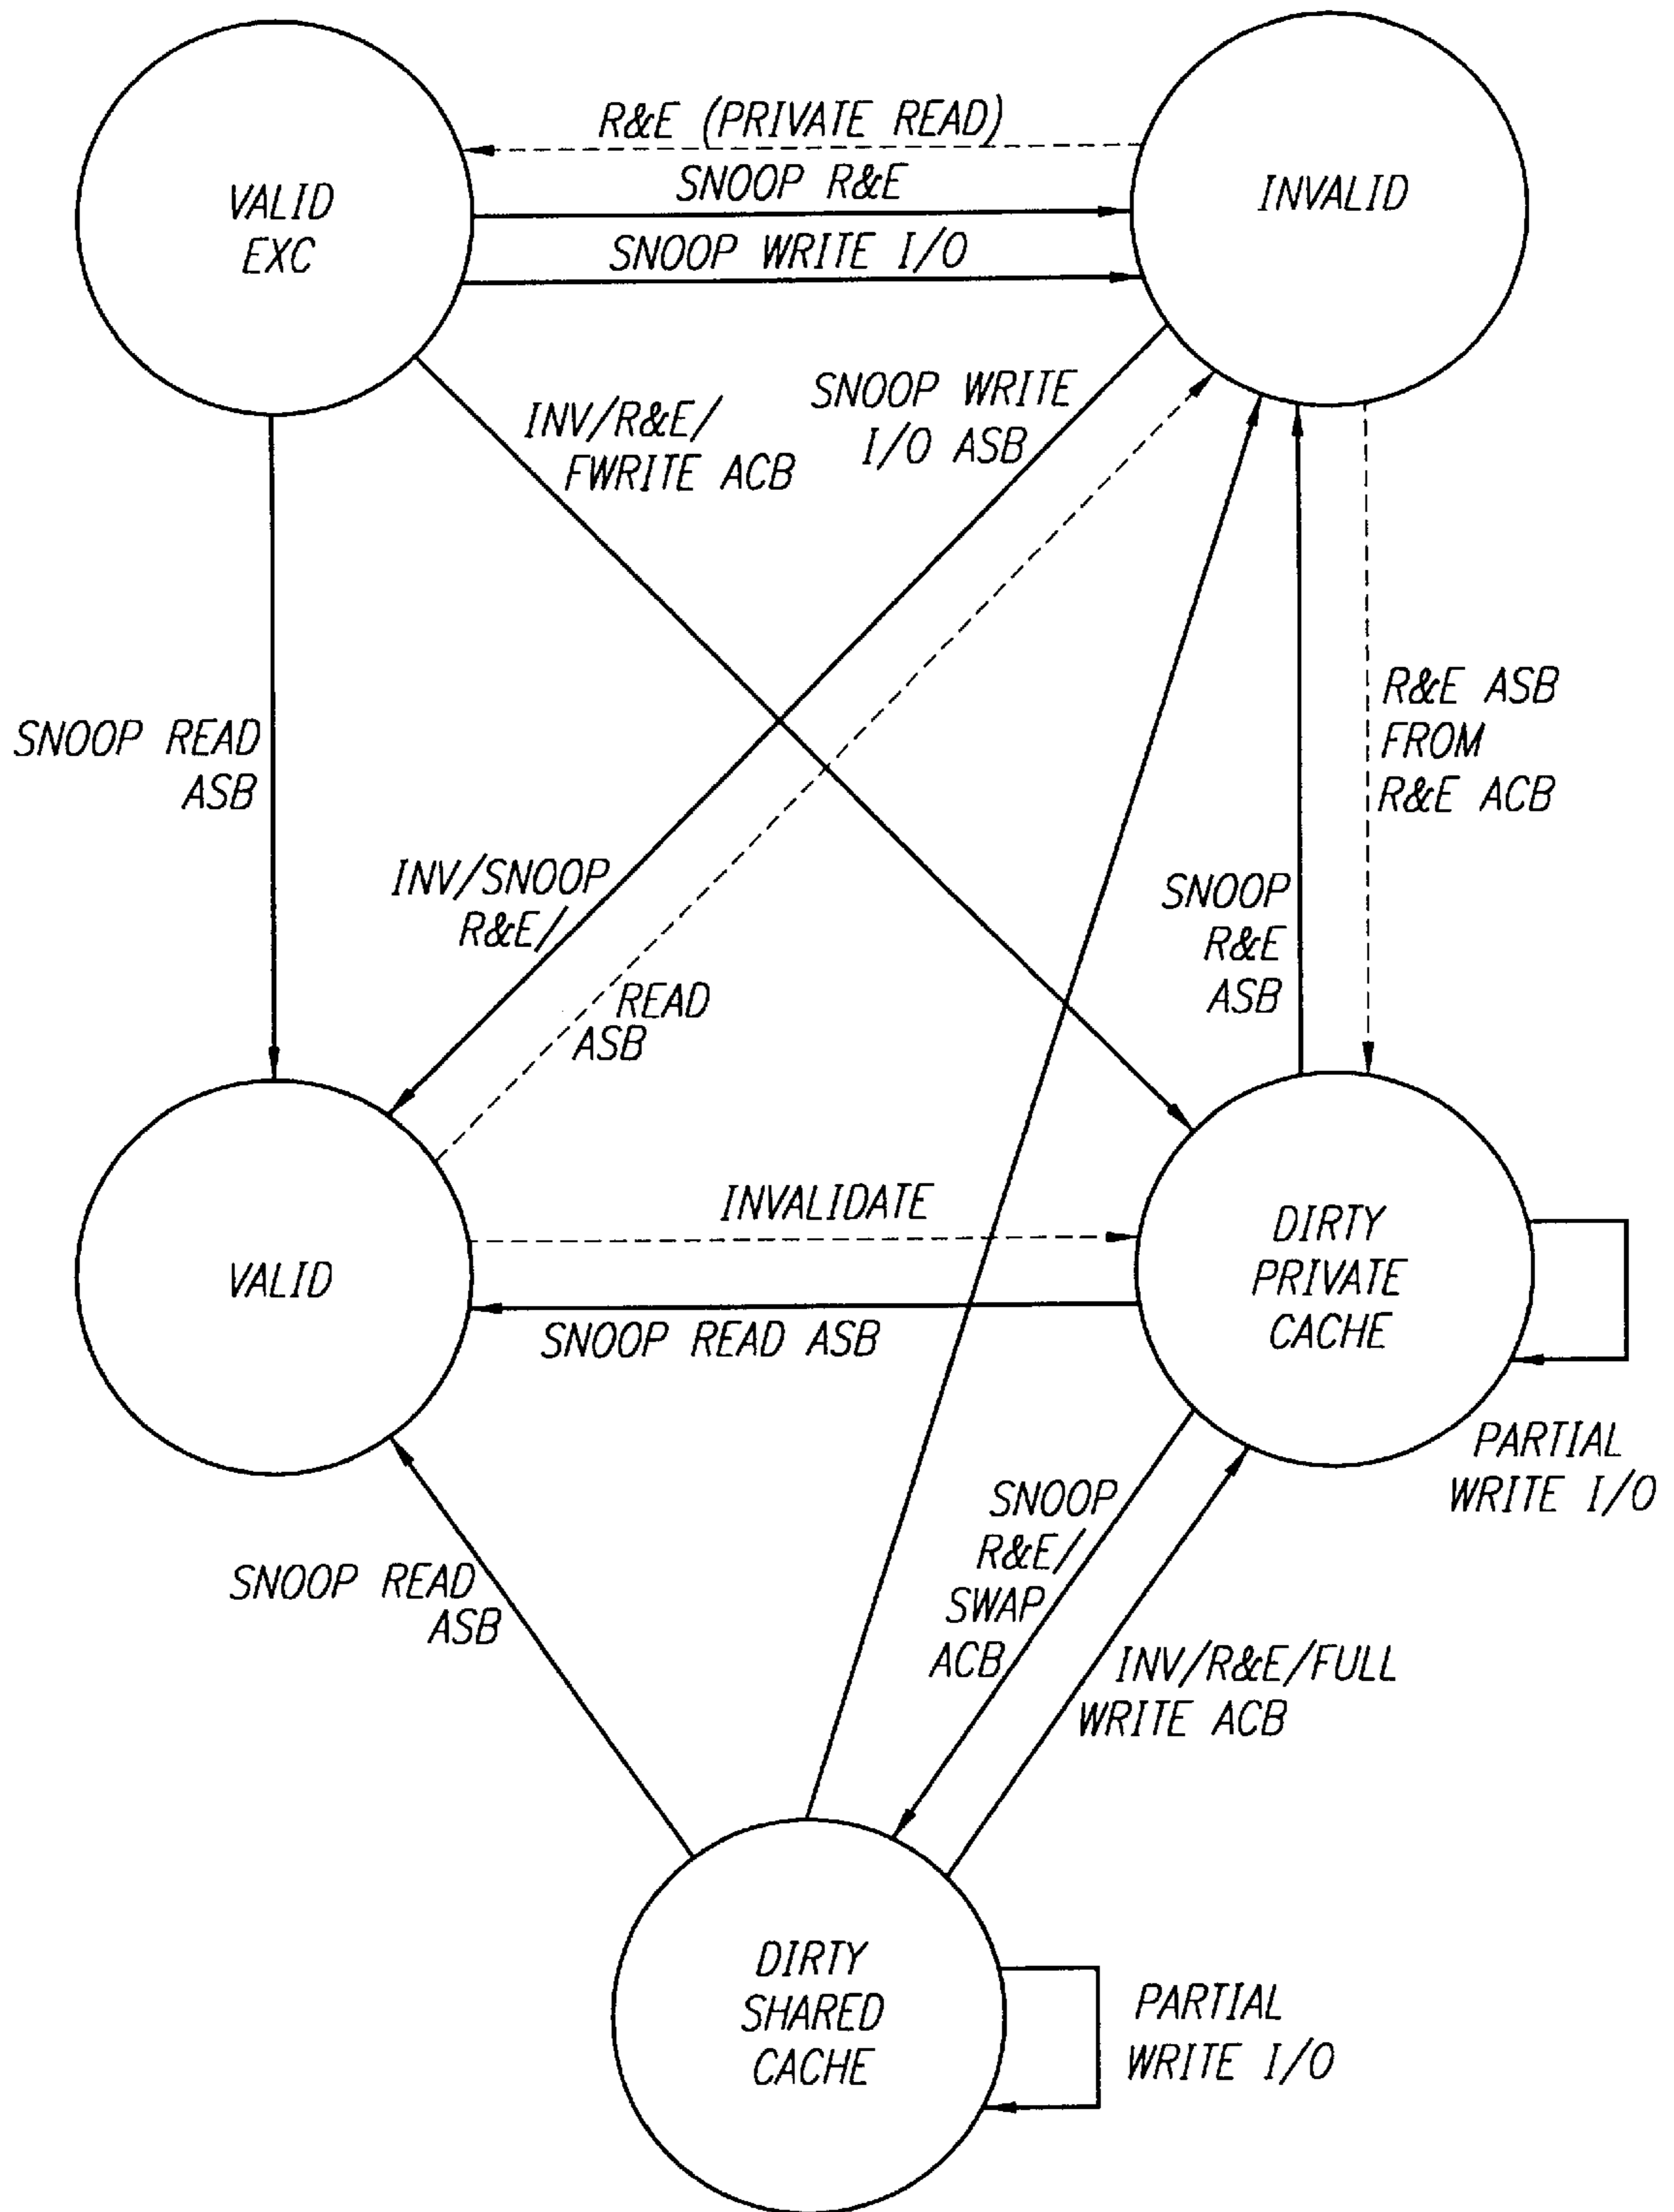 R&E (PRIVATE READ)
SNOOP R&E
SNOOP WRITE I/O
VALID
EXC
INVALID
INV/R&E/
FWRITE ACB
SNOOP WRITE
I/O ASB
SNOOP READ
ASB
R&E ASB
FROM
R&E ACB
INV/SNOOP
R&E/
SNOOP
R&E
ASB
READ
ASB
INVALIDATE
VALID
DIRTY
PRIVATE
CACHE
SNOOP READ ASB
PARTIAL
WRITE I/O
SNOOP
R&E/
SWAP
ACB
SNOOP READ
ASB
INV/R&E/FULL
WRITE ACB
DIRTY
SHARED
CACHE
PARTIAL
WRITE I/O